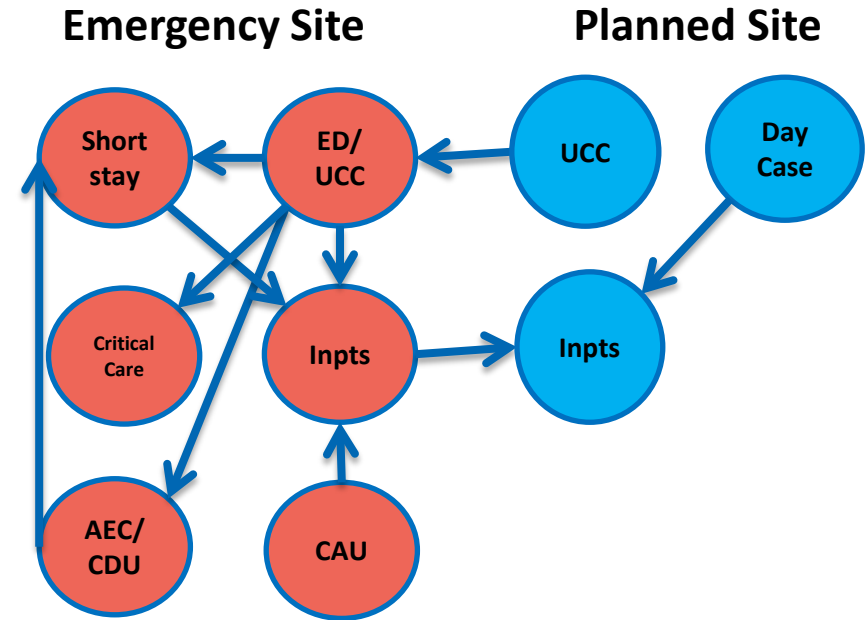 Emergency Site
Planned Site
Short
stay
ED/
UCC
UCC
Day
Case
Critical
Care
Inpts
Inpts
AEC/
CDU
CAU